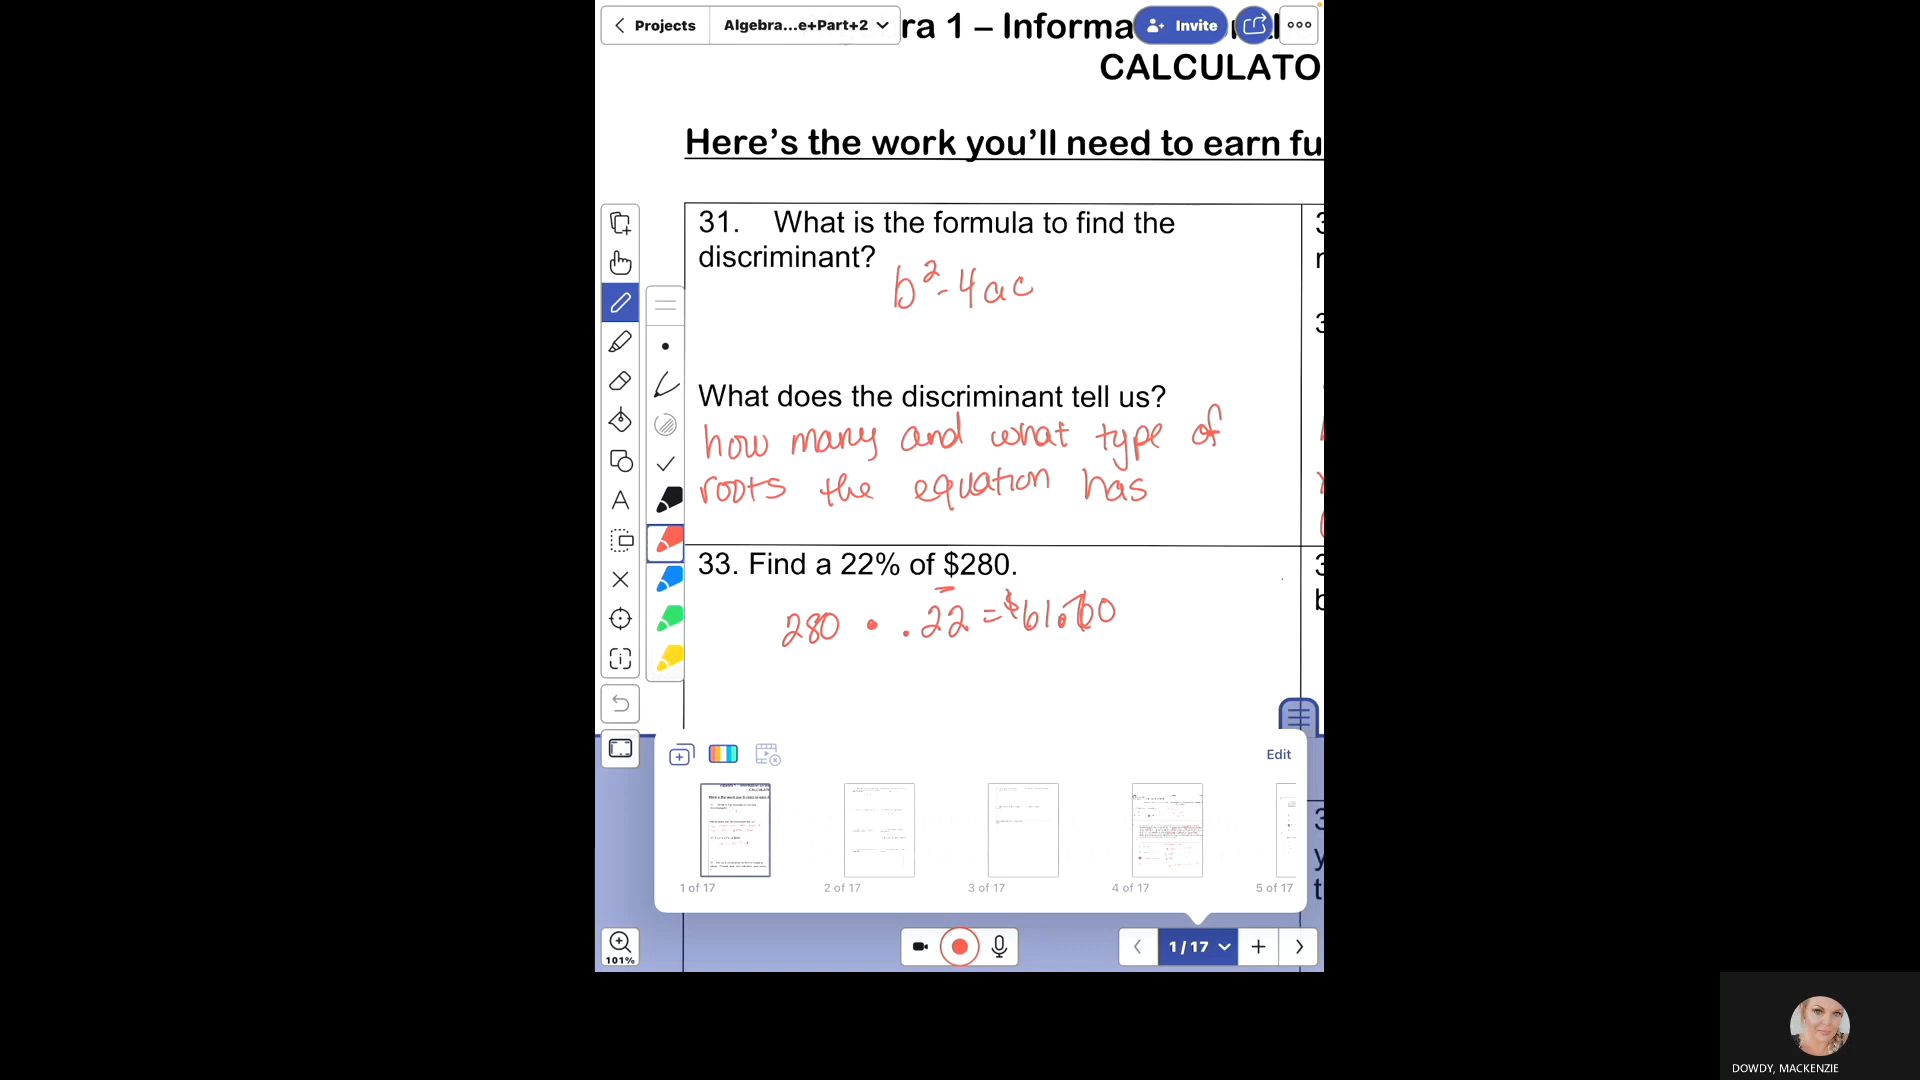 Projects
Algebra...e+Part+2
ra 1 – Informa
Invite
CALCULATO
Here's the work you'll need to earn fu
31. What is the formula to find the
discriminant?
b² - 4ac
What does the discriminant tell us?
how many and what type of
roots the equation has
33. Find a 22% of $280.
280 • .22 = $61.60
Edit
1 of 17
2 of 17
3 of 17
4 of 17
5 of 17
101%
1 / 17
DOWDY, MACKENZIE